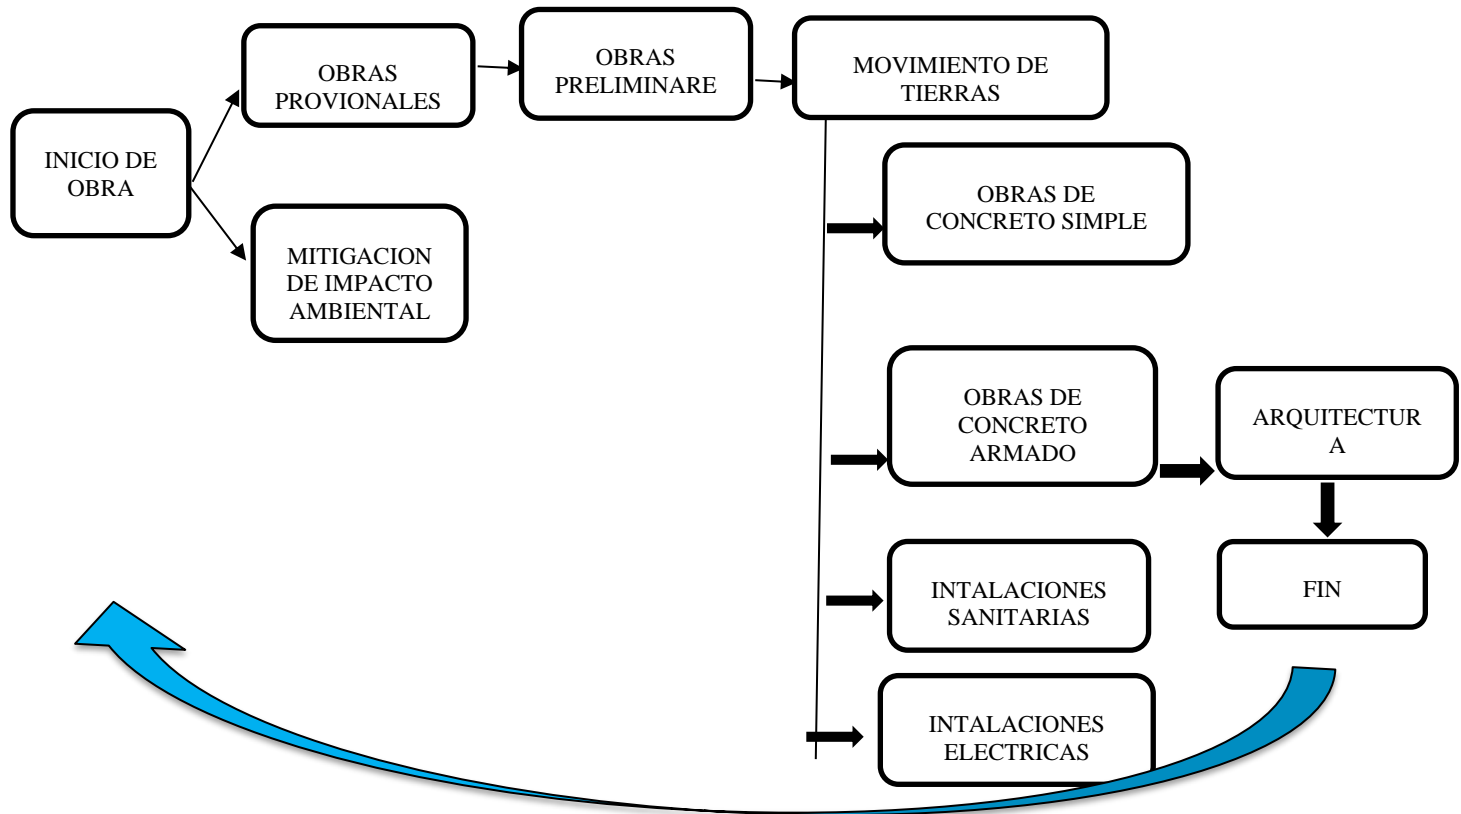 INICIO DE
OBRA
OBRAS
PROVIONALES
OBRAS
PRELIMINARE
MOVIMIENTO DE
TIERRAS
MITIGACION
DE IMPACTO
AMBIENTAL
OBRAS DE
CONCRETO SIMPLE
OBRAS DE
CONCRETO
ARMADO
ARQUITECTUR
A
INTALACIONES
SANITARIAS
FIN
INTALACIONES
ELECTRICAS